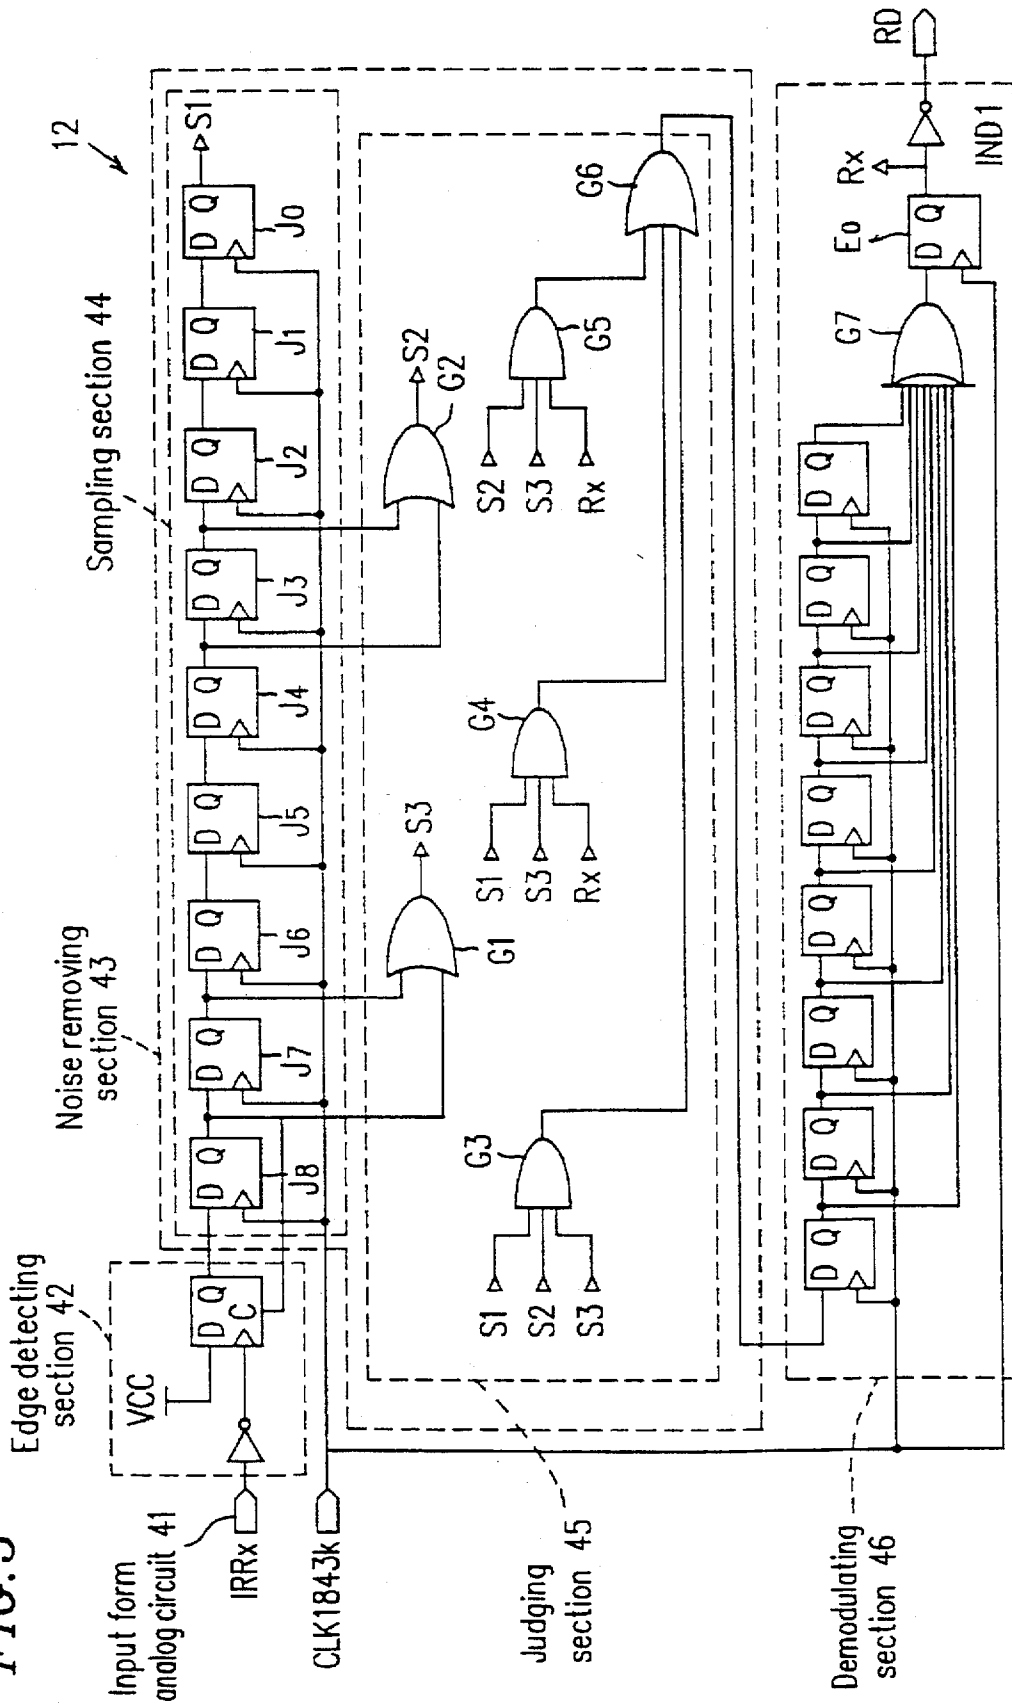 FIG.5
12
Input form
analog circuit 41
Edge detecting
section 42
Noise removing
section 43
Sampling section 44
IRRx
VCC
D Q
C
D Q
J8
D Q
J7
D Q
J6
D Q
J5
D Q
J4
D Q
J3
D Q
J2
D Q
J1
D Q
J0
S1
CLK1843k
G1
S3
G2
S2
S1
S2
S3
G3
S1
S3
Rx
G4
S2
S3
Rx
G5
G6
Judging
section 45
D Q
D Q
D Q
D Q
D Q
D Q
D Q
D Q
G7
E0
D Q
Rx
IND1
RD
Demodulating
section 46